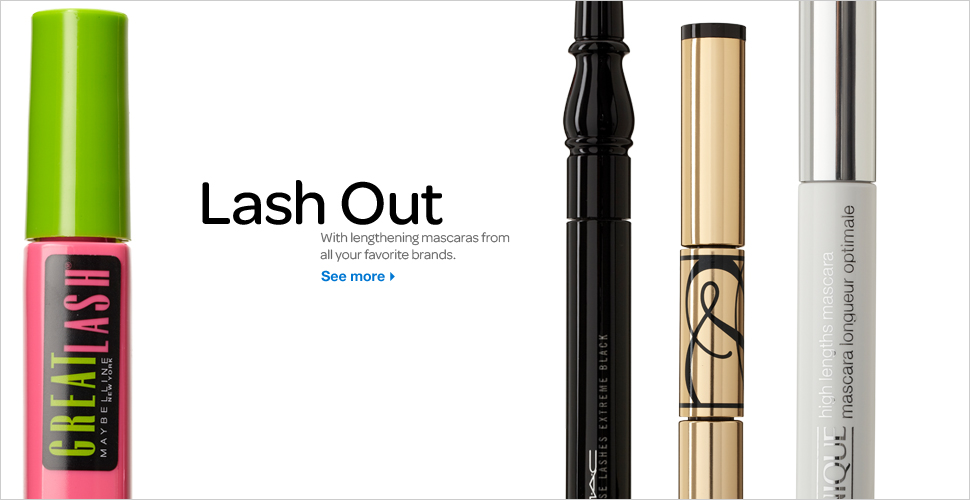 Lash Out
With lengthening mascaras from
all your favorite brands.
See more
GREAT LASH
MAYBELLINE
NEW YORK
MAC
LASHES EXTREME BLACK
&
high lengths mascara
mascara longueur optimale